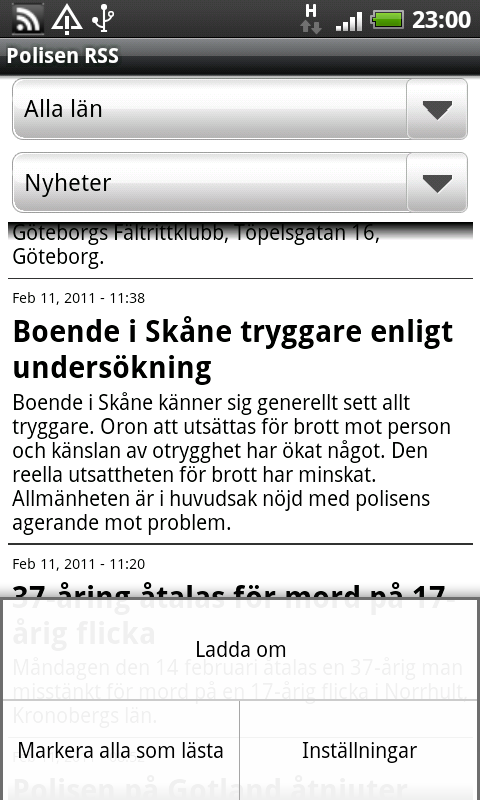 H
23:00
Polisen RSS
Alla län
Nyheter
Göteborgs Fältrittklubb, Töpelsgatan 16,
Göteborg.
Feb 11, 2011 - 11:38
Boende i Skåne tryggare enligt
undersökning
Boende i Skåne känner sig generellt sett allt
tryggare. Oron att utsättas för brott mot person
och känslan av otrygghet har ökat något. Den
reella utsattheten för brott har minskat.
Allmänheten är i huvudsak nöjd med polisens
agerande mot problem.
Feb 11, 2011 - 11:20
37-åring åtalas för mord på 17-
årig flicka
Ladda om
Måndagen den 14 februari åtalas en 37-årig man
misstänkt för mord på en 17-årig flicka i Norrhult,
Kronobergs län.
Markera alla som lästa
Inställningar
Polisen på Gotland åtnjuter